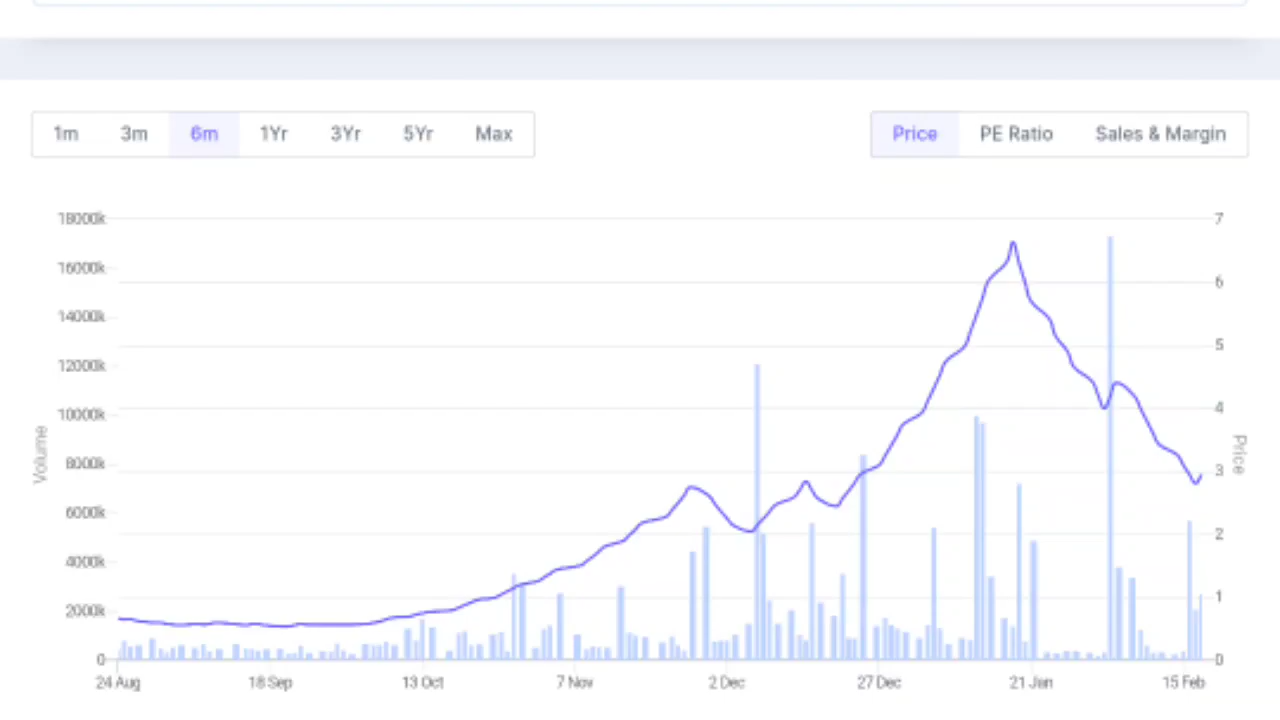 1m 3m 6m 1Yr 3Yr 5Yr Max Price PE Ratio Sales & Margin
18000k 7
16000k 6
14000k
12000k 5
10000k 4
8000k 3
6000k 2
4000k
2000k 1
0 0
Volume
Price
24 Aug 18 Sep 13 Oct 7 Nov 2 Dec 27 Dec 21 Jan 15 Feb